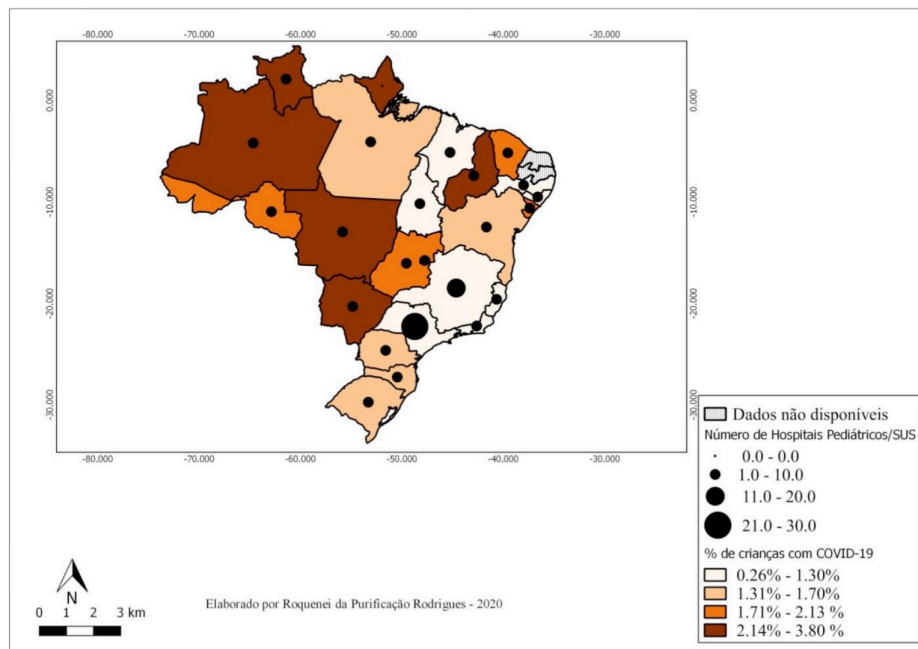 -80.000 -70.000 -60.000 -50.000 -40.000 -30.000
0.000 0.000
-10.000 -10.000
-20.000 -20.000
-30.000 -30.000
-80.000 -70.000 -60.000 -50.000 -40.000 -30.000
Dados não disponíveis
Número de Hospitais Pediátricos/SUS
0.0 - 0.0
1.0 - 10.0
11.0 - 20.0
21.0 - 30.0
% de crianças com COVID-19
0.26% - 1.30%
1.31% - 1.70%
1.71% - 2.13 %
2.14% - 3.80 %
N
0 1 2 3 km
Elaborado por Roquenei da Purificação Rodrigues - 2020